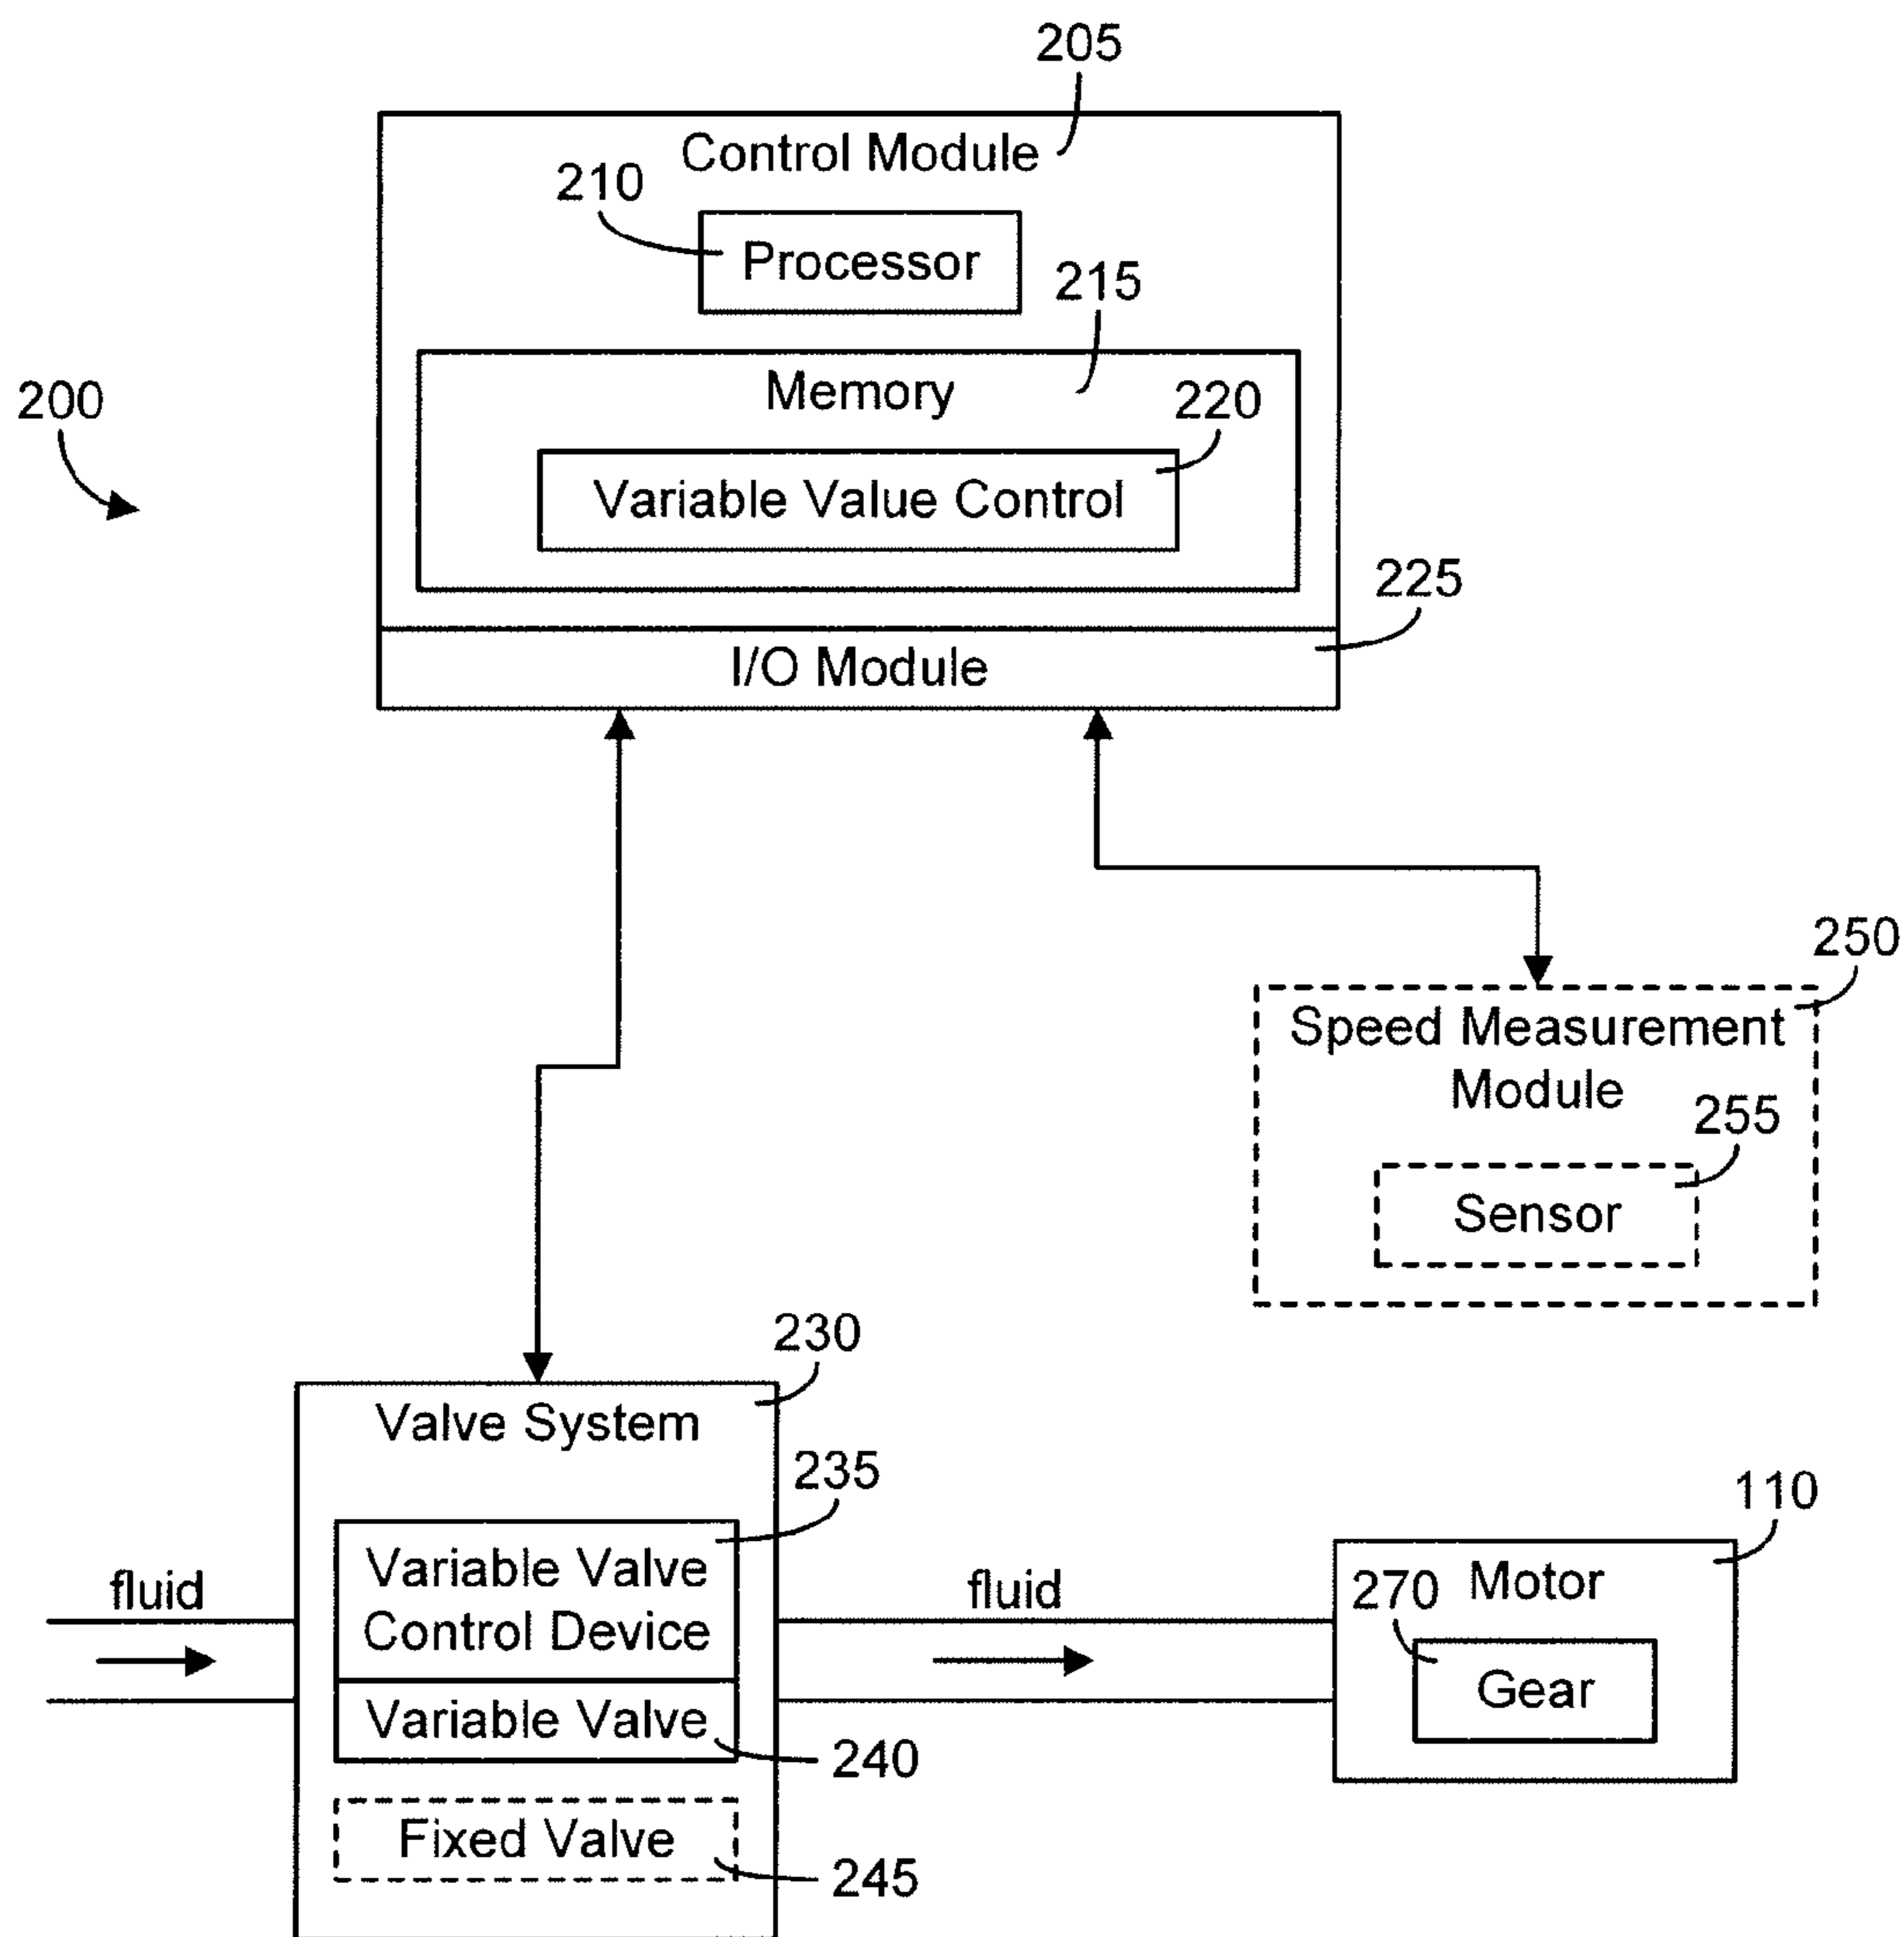 205
Control Module
210
Processor
215
Memory
200
220
Variable Value Control
225
I/O Module
250
Speed Measurement
Module
255
Sensor
230
Valve System
235
110
Variable Valve
Control Device
fluid
fluid
270
Motor
Gear
Variable Valve
240
Fixed Valve
245